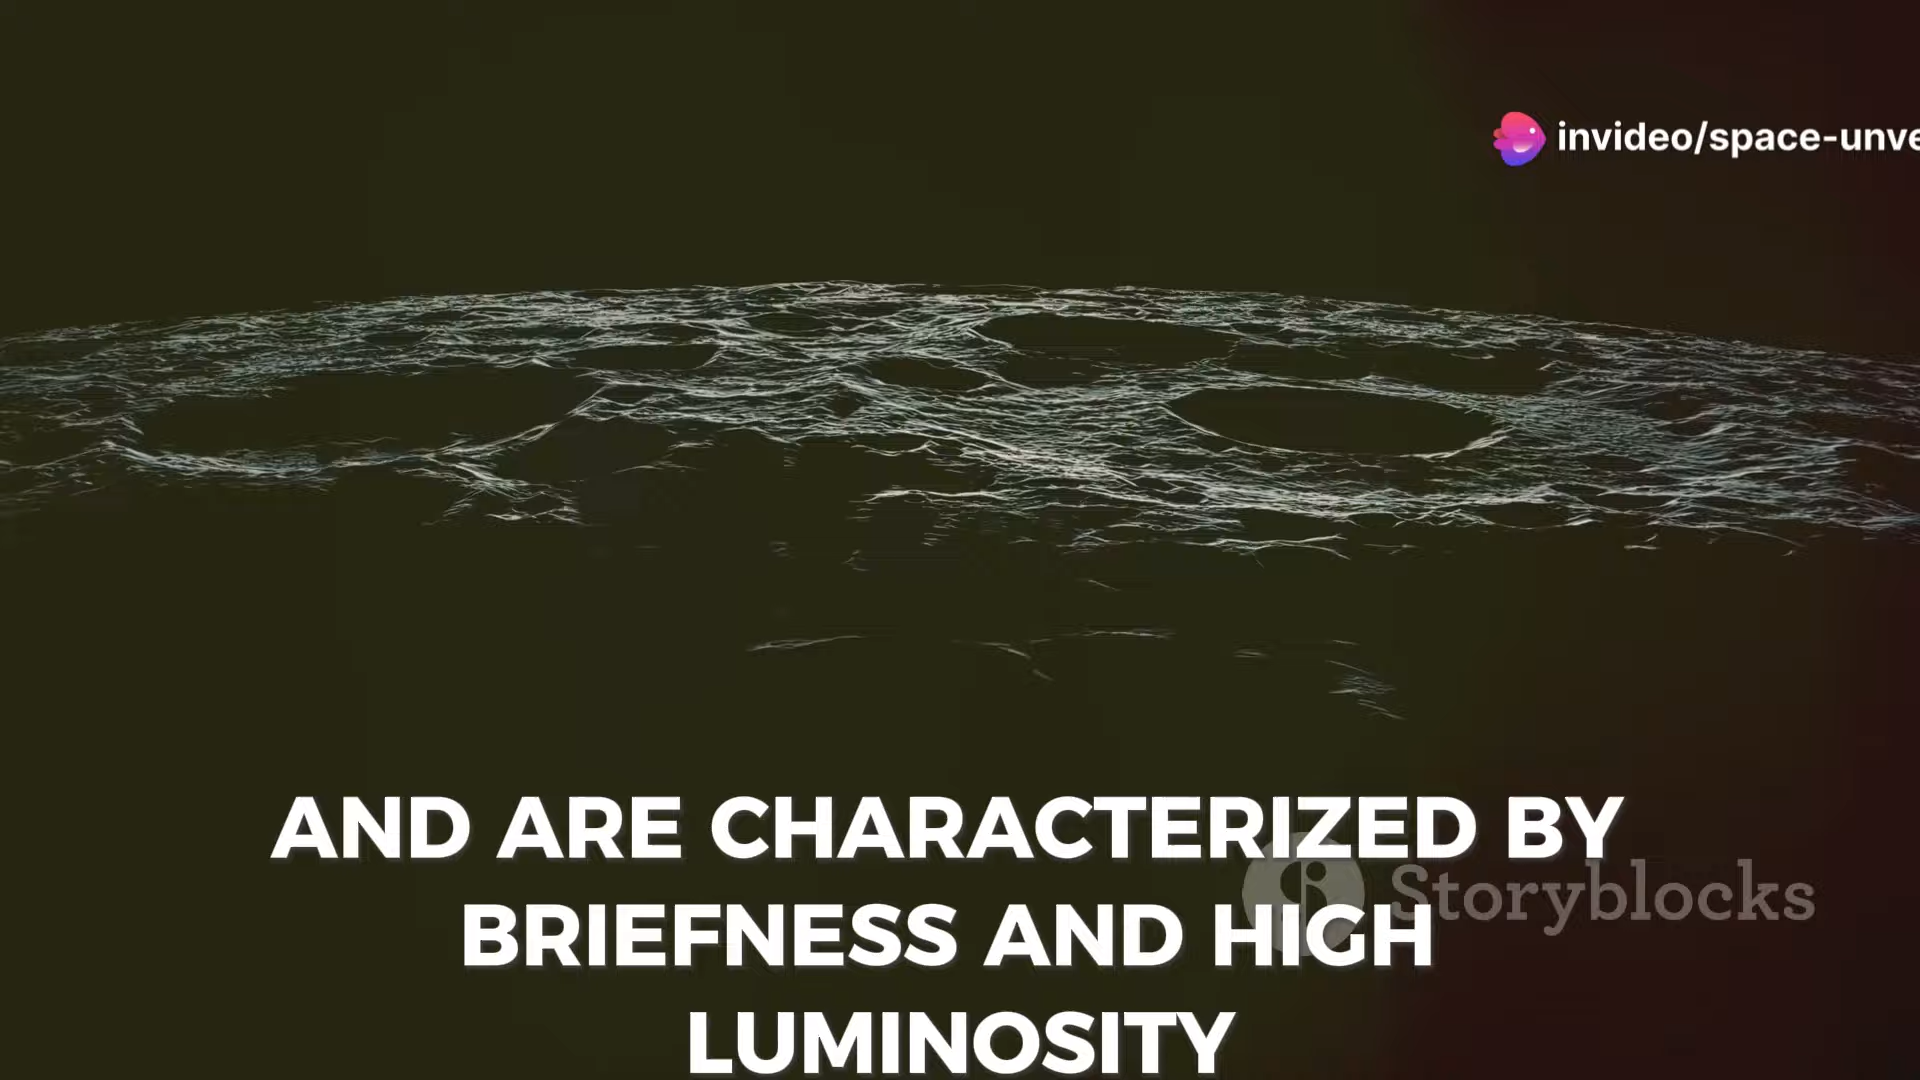 invideo/space-unve
AND ARE CHARACTERIZED BY
Storyblocks
BRIEFNESS AND HIGH
LUMINOSITY